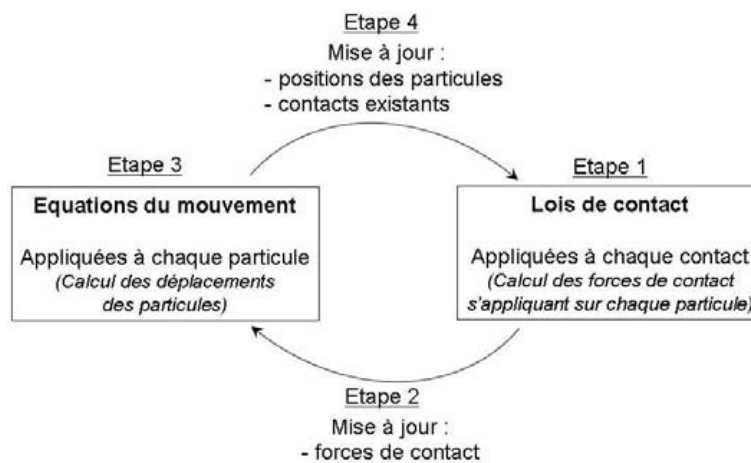 Etape 4
Mise à jour :
- positions des particules
- contacts existants
Etape 3
Equations du mouvement
Appliquées à chaque particule
(Calcul des déplacements
des particules)
Etape 1
Lois de contact
Appliquées à chaque contact
(Calcul des forces de contact
s'appliquant sur chaque particule)
Etape 2
Mise à jour :
- forces de contact